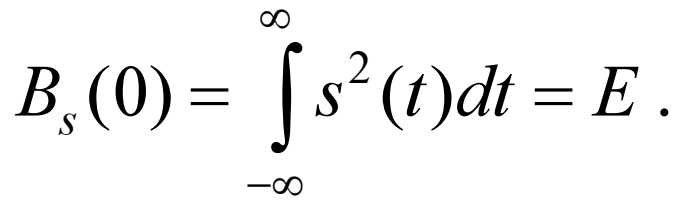 B_s(0) = ∫_{-∞}^{∞} s²(t)dt = E .